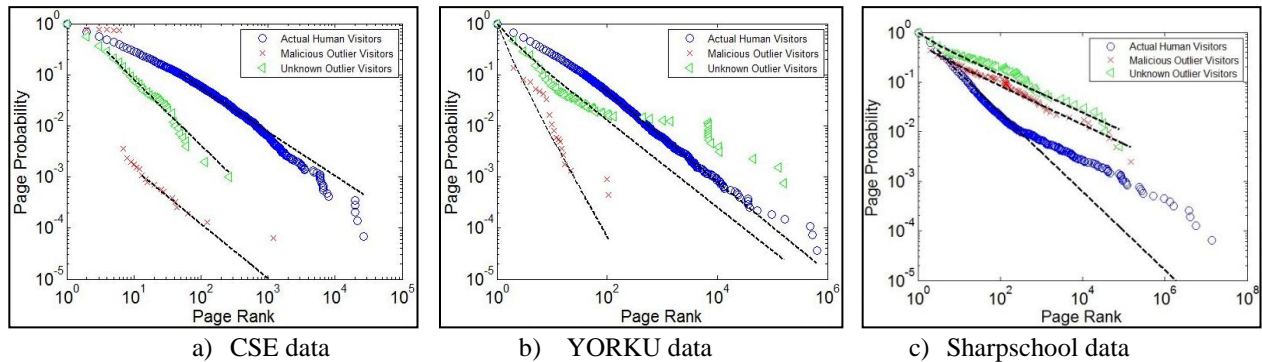 10^0
10^-1
10^-2
10^-3
10^-4
10^-5
Page Probability
Actual Human Visitors
Malicious Outlier Visitors
Unknown Outlier Visitors
10^0 10^1 10^2 10^3 10^4 10^5
Page Rank
a) CSE data
10^0
10^-1
10^-2
10^-3
10^-4
10^-5
Page Probability
Actual Human Visitors
Malicious Outlier Visitors
Unknown Outlier Visitors
10^0 10^2 10^4 10^6
Page Rank
b) YORKU data
10^0
10^-1
10^-2
10^-3
10^-4
10^-5
Page Probability
Actual Human Visitors
Malicious Outlier Visitors
Unknown Outlier Visitors
10^0 10^2 10^4 10^6 10^8
Page Rank
c) Sharpschool data